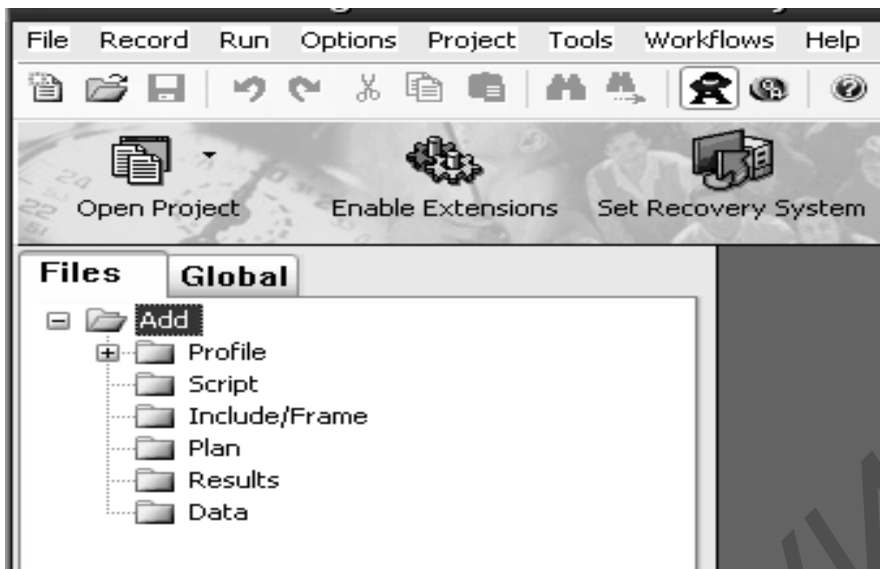 File Record Run Options Project Tools Workflows Help
Open Project Enable Extensions Set Recovery System
Files Global
Add
Profile
Script
Include/Frame
Plan
Results
Data